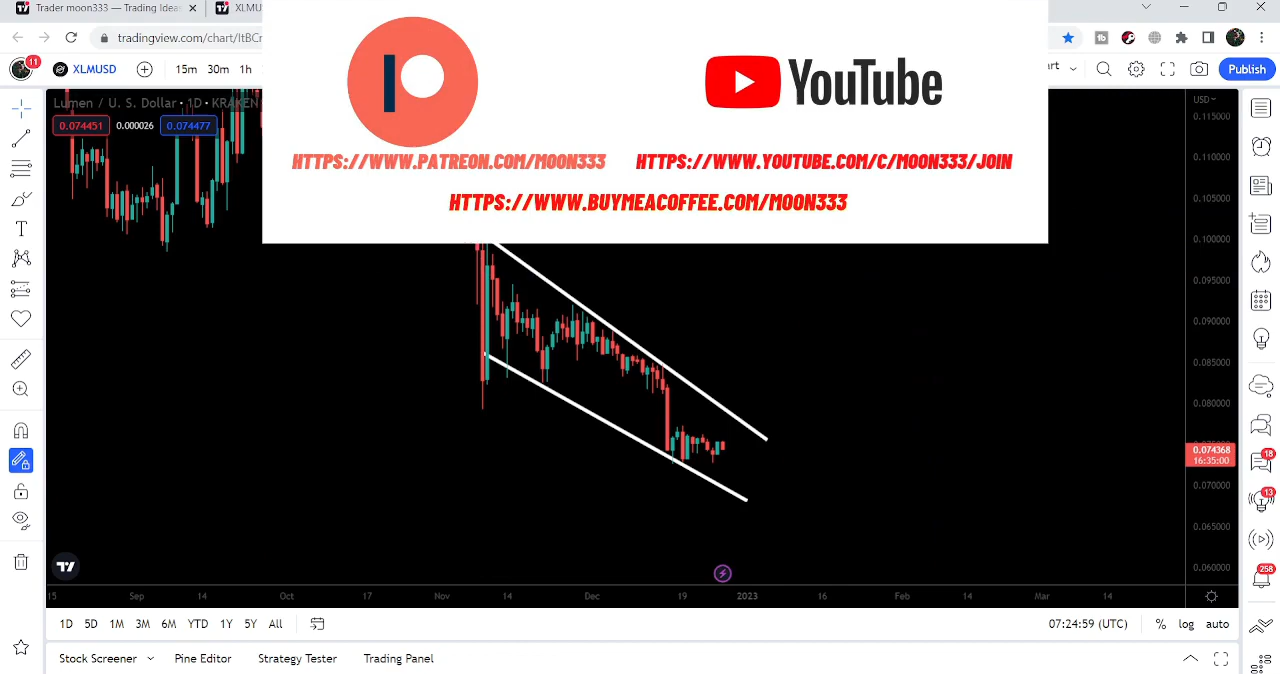 Trader moon333 — Trading Ideas
XLMU
tradingview.com/chart/ItBCr
11
XLMUSD
15m 30m 1h
Publish
YouTube
HTTPS://WWW.PATREON.COM/MOON333
HTTPS://WWW.YOUTUBE.COM/C/MOON333/JOIN
HTTPS://WWW.BUYMEACOFFEE.COM/MOON333
Lumen / U. S. Dollar • 1D • KRAKEN
0.074451 0.000026 0.074477
USD
0.115000
0.110000
0.105000
0.100000
0.095000
0.090000
0.085000
0.080000
0.074368
16:35:00
0.070000
0.065000
0.060000
18
13
258
15 Sep 14 Oct 17 Nov 14 Dec 19 2023 16 Feb 14 Mar 14
1D 5D 1M 3M 6M YTD 1Y 5Y All
07:24:59 (UTC) % log auto
Stock Screener Pine Editor Strategy Tester Trading Panel